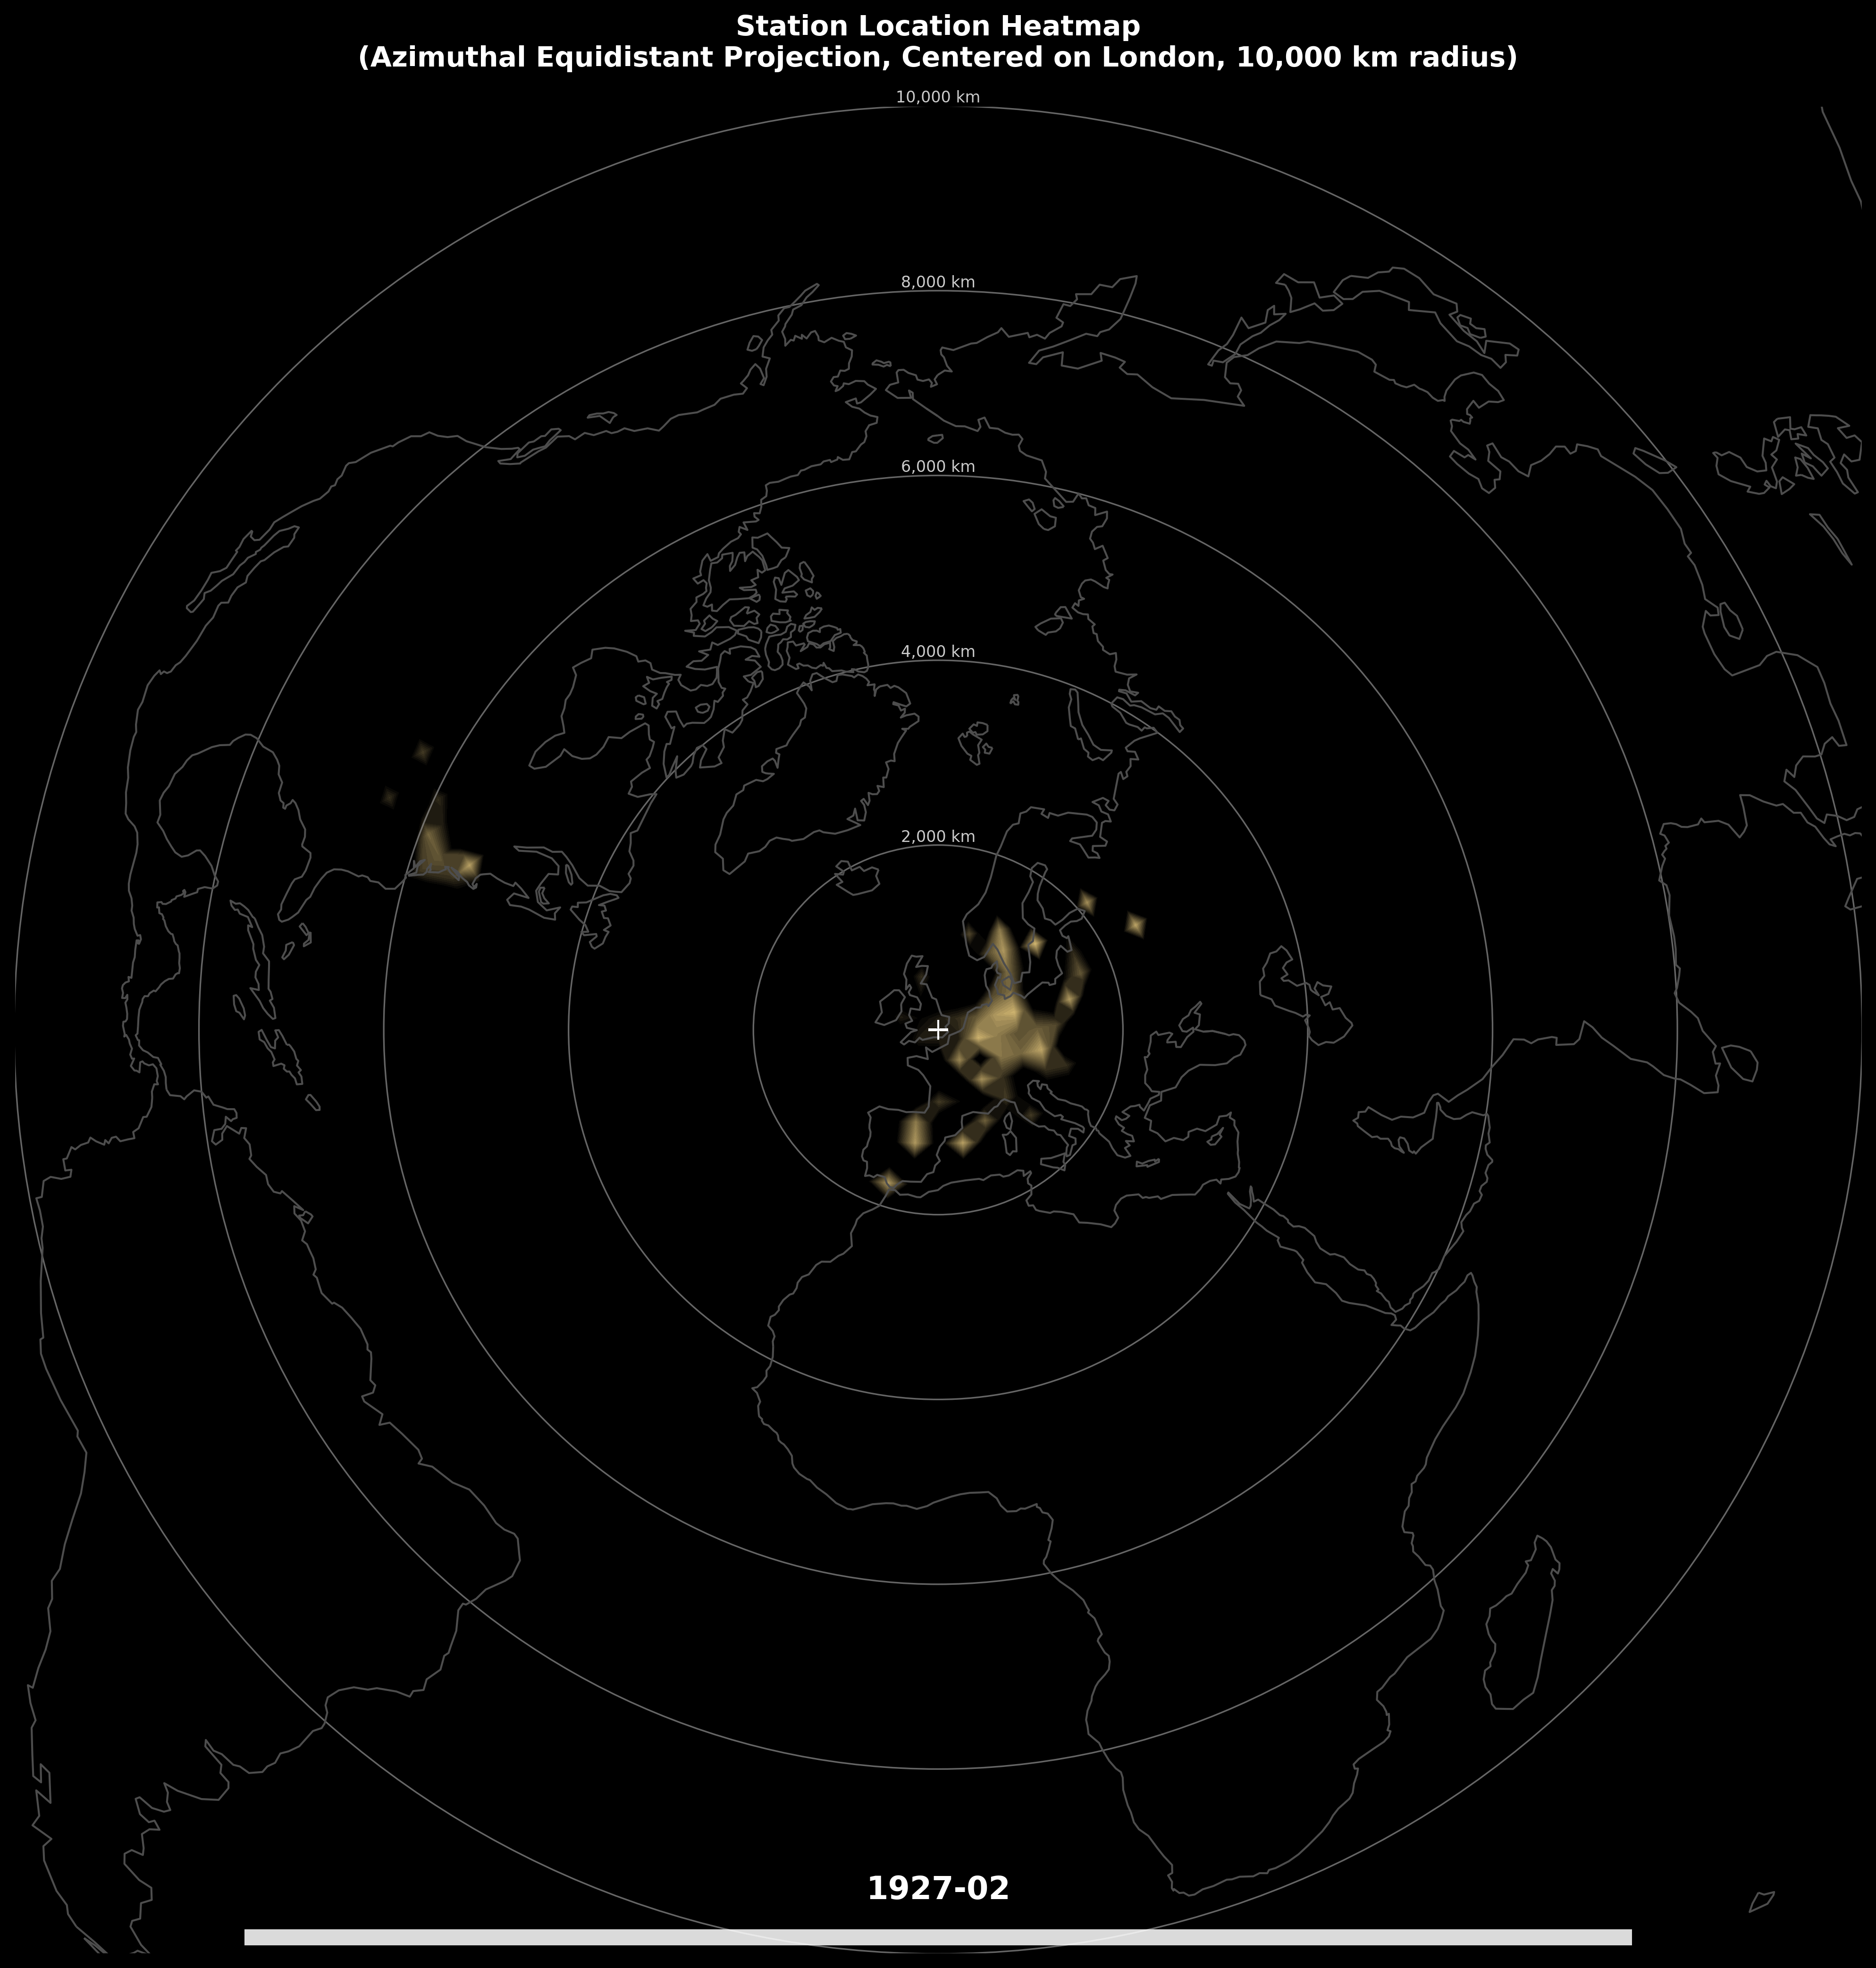 Station Location Heatmap
(Azimuthal Equidistant Projection, Centered on London, 10,000 km radius)
10,000 km
8,000 km
6,000 km
4,000 km
2,000 km
1927-02